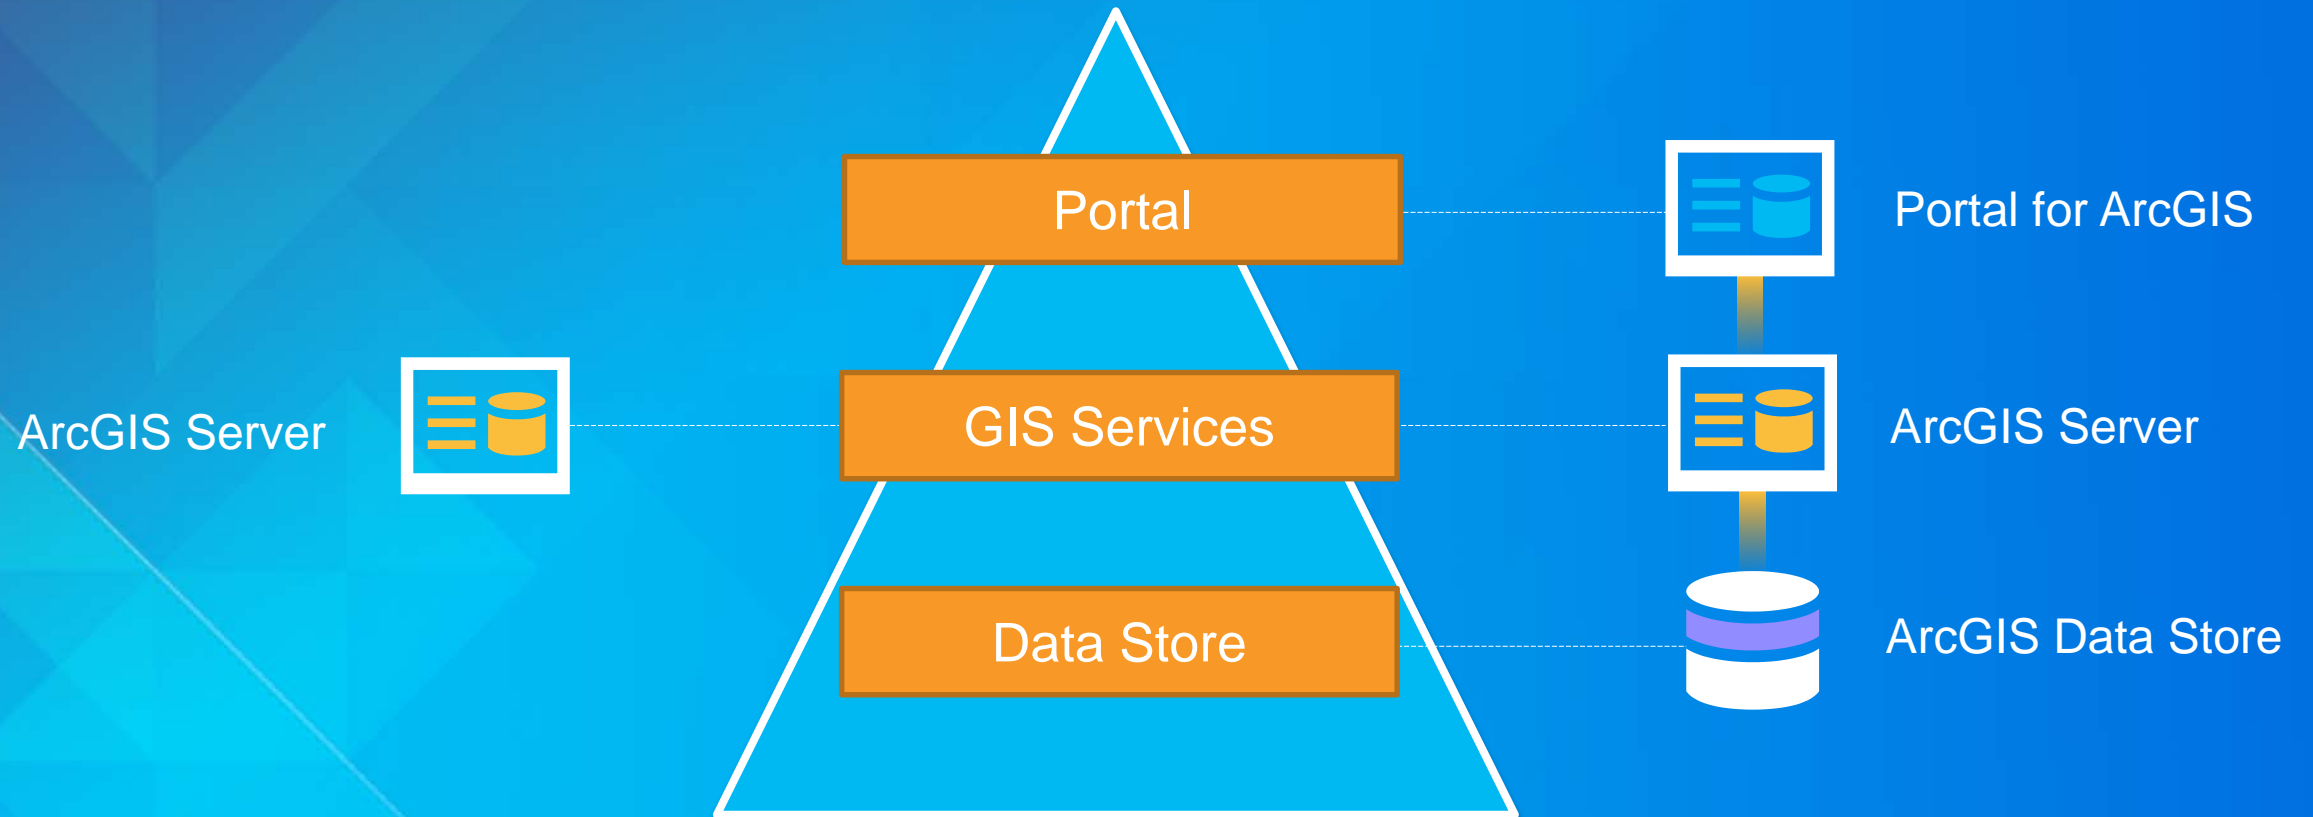 Portal
Portal for ArcGIS
ArcGIS Server
GIS Services
ArcGIS Server
Data Store
ArcGIS Data Store